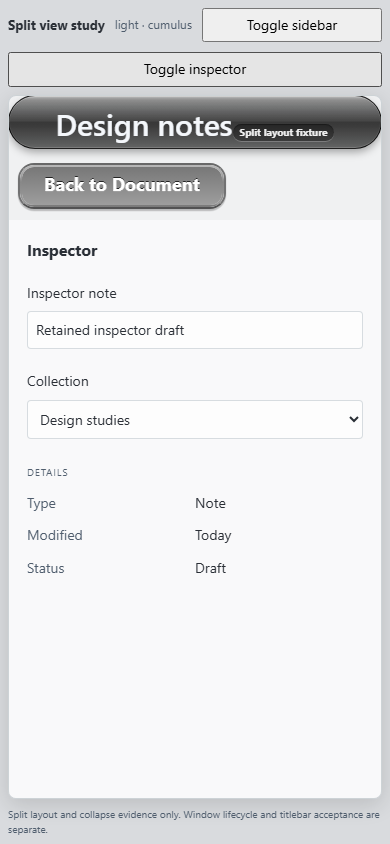 Split view study light · cumulus Toggle sidebar
Toggle inspector
Design notes Split layout fixture
Back to Document
Inspector
Inspector note
Retained inspector draft
Collection
Design studies
DETAILS
Type Note
Modified Today
Status Draft
Split layout and collapse evidence only. Window lifecycle and titlebar acceptance are
separate.